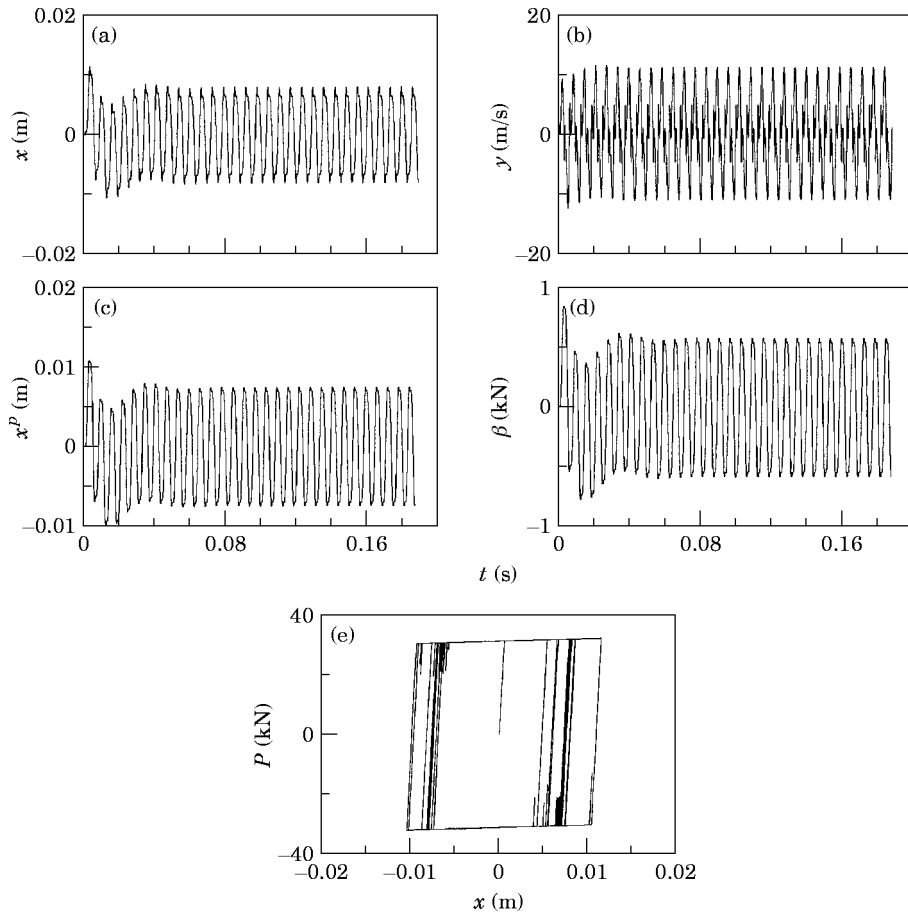 0.02
(a)
x (m)
0
−0.02
20
(b)
y (m/s)
0
−20
0.02
(c)
0.01
x^p (m)
0
−0.01
0
0.08
0.16
1
(d)
β (kN)
0
−1
0
0.08
0.16
t (s)
40
(e)
P (kN)
0
−40
−0.02
−0.01
0
0.01
0.02
x (m)